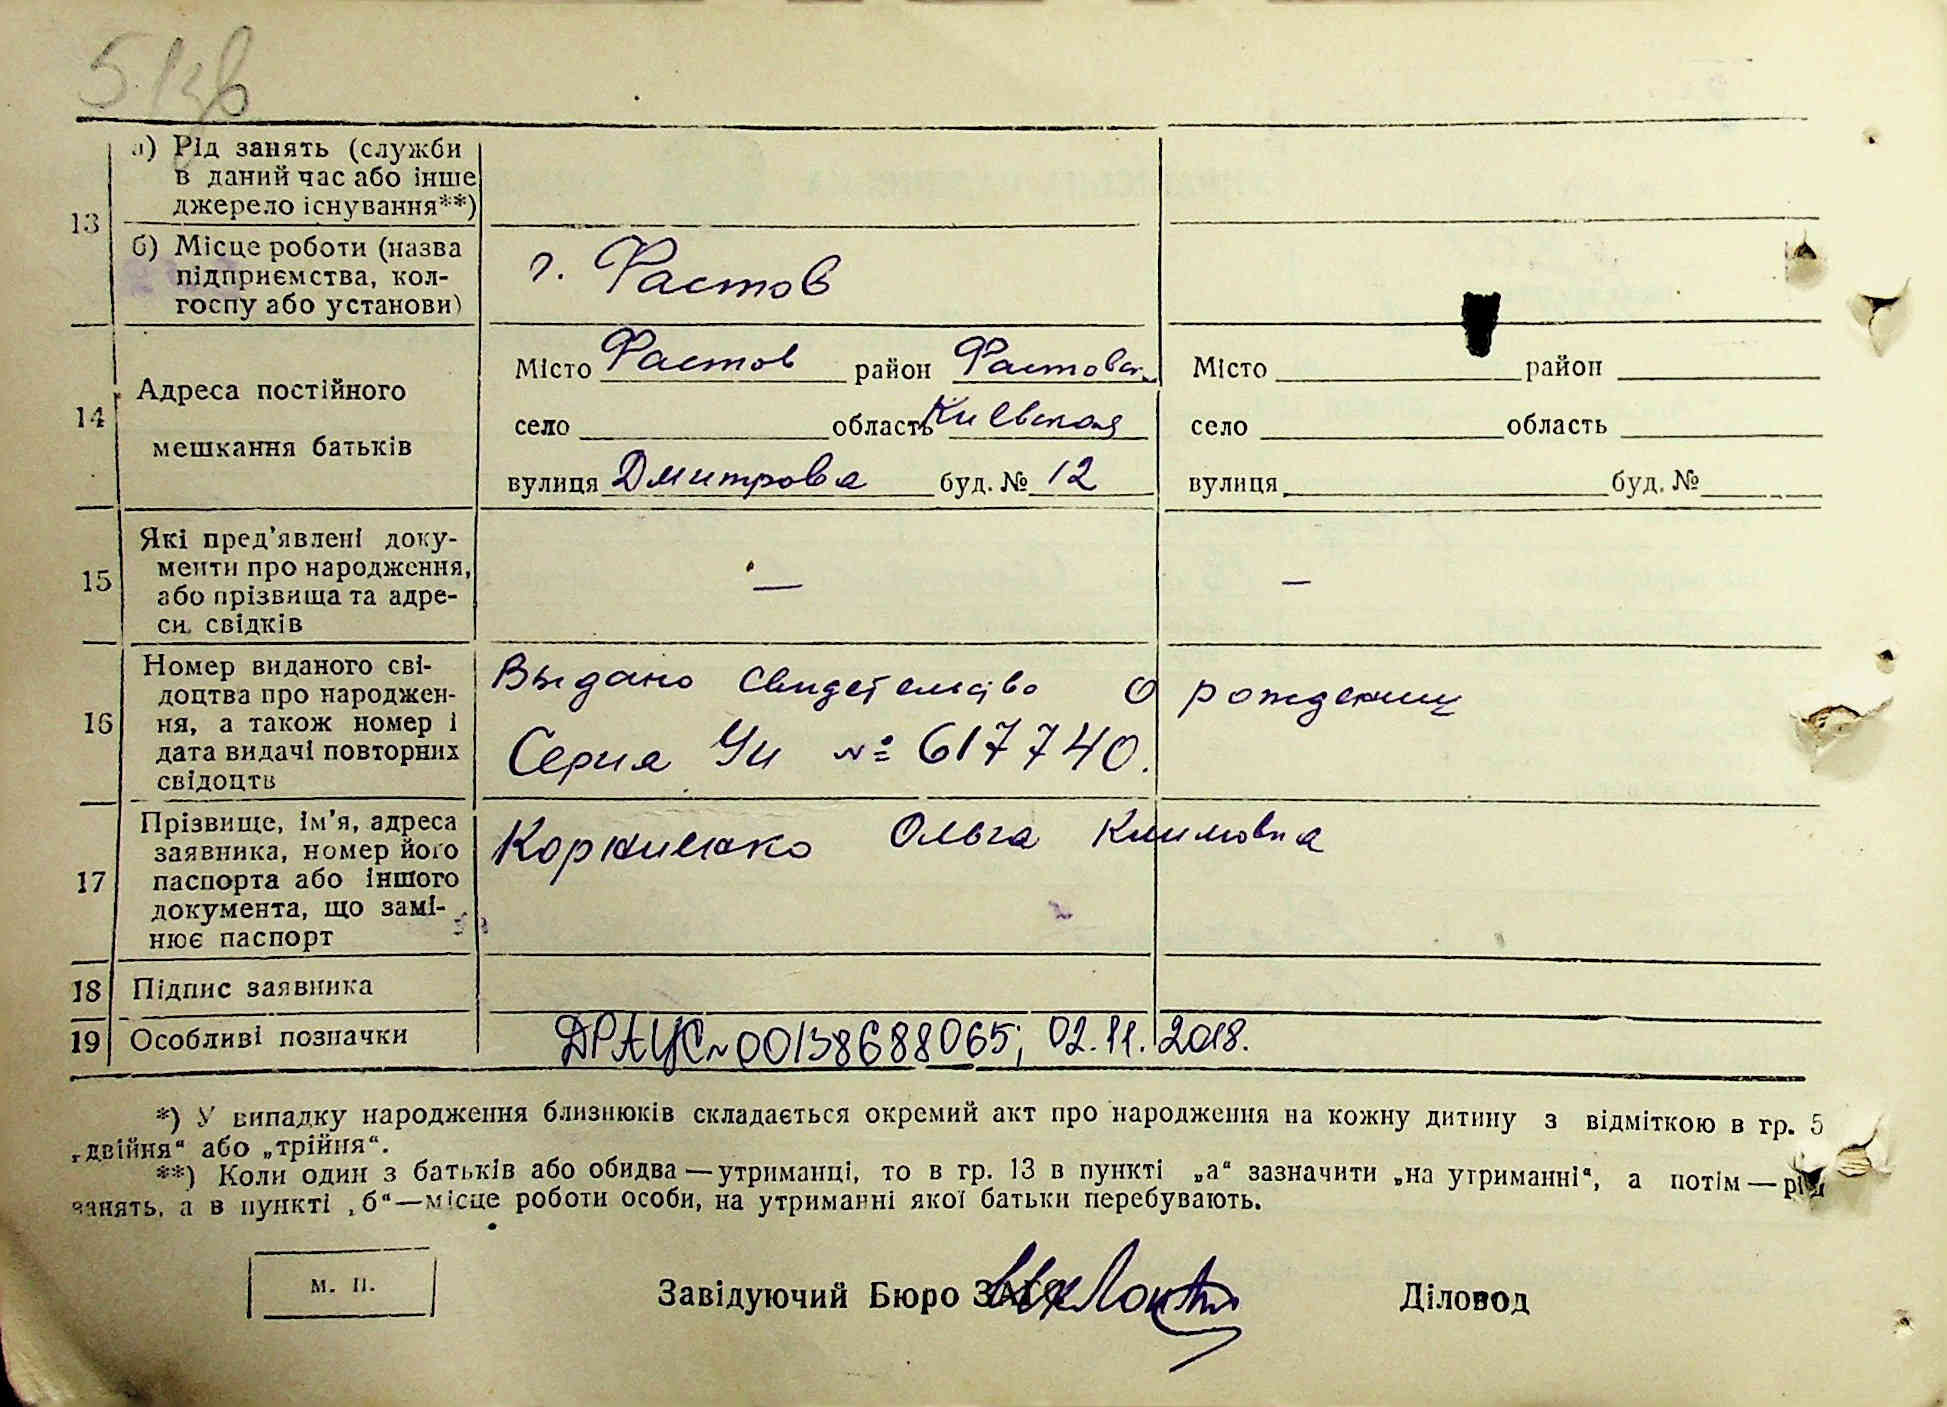 13
а) Рід занять (служби
в даний час або інше
джерело існування**)
б) Місце роботи (назва
підприємства, кол-
госпу або установи)
г. Фастов
14
Адреса постійного
мешкання батьків
Місто Фастов район
село область Киевская
вулиця Дмитрова буд. № 12
Місто район
село область
вулиця буд. №
15
Які пред'явлені доку-
менти про народження,
або прізвища та адре-
си свідків
—
—
16
Номер виданого сві-
доцтва про народжен-
ня, а також номер і
дата видачі повторних
свідоцтв
Выдано свидетельство о рождении
Серия № 617740.
17
Прізвище, ім'я, адреса
заявника, номер його
паспорта або іншого
документа, що замі-
нює паспорт
Ольга Климовна
18
Підпис заявника
19
Особливі позначки
ДРАЦС № 00138688065; 02.11.2018.
*) У випадку народження близнюків складається окремий акт про народження на кожну дитину з відміткою в гр. 5
„двійня“ або „трійня“.
**) Коли один з батьків або обидва — утриманці, то в гр. 13 в пункті „а“ зазначити „на утриманні“, а потім — рід
занять, а в пункті „б“ — місце роботи особи, на утриманні якої батьки перебувають.
М. П.
Завідуючий Бюро ЗАГС
Діловод